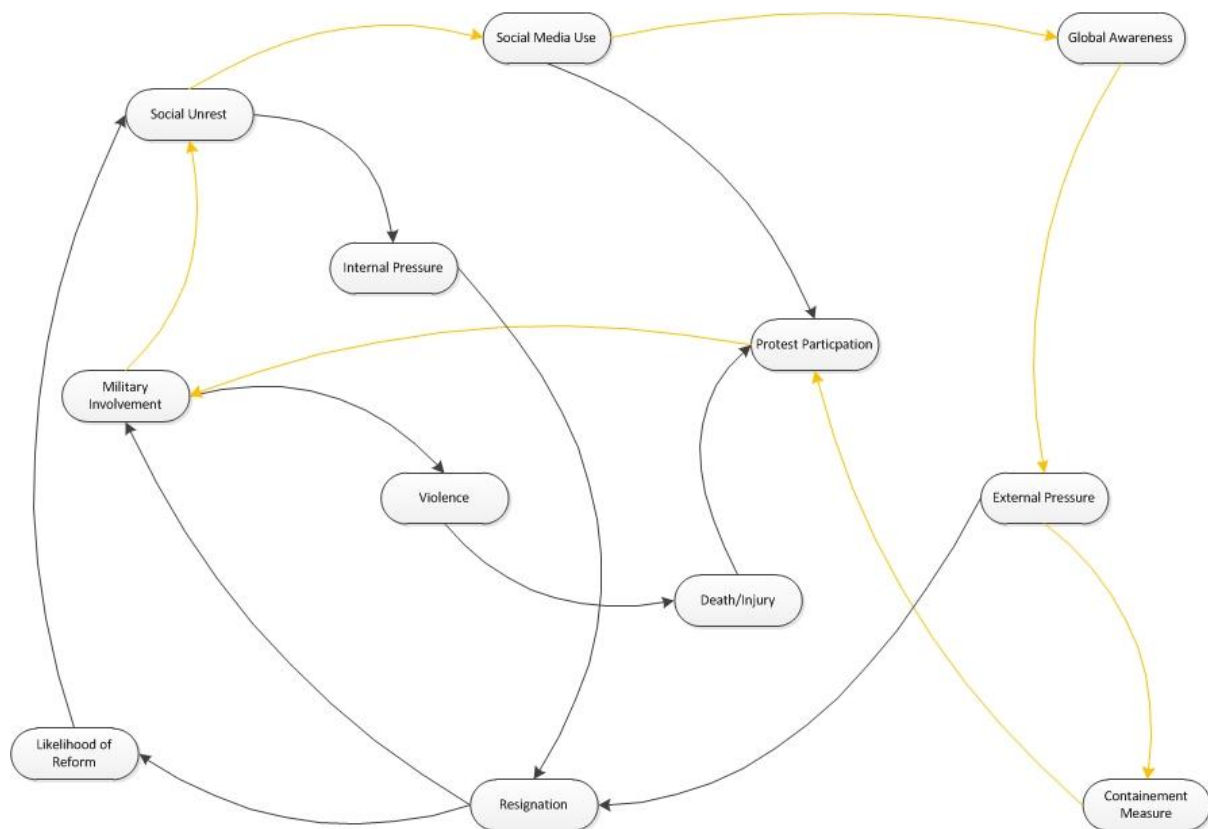 Social Media Use
Global Awareness
Social Unrest
Internal Pressure
Protest Particpation
Military
Involvement
Violence
External Pressure
Death/Injury
Likelihood of
Reform
Resignation
Containement
Measure